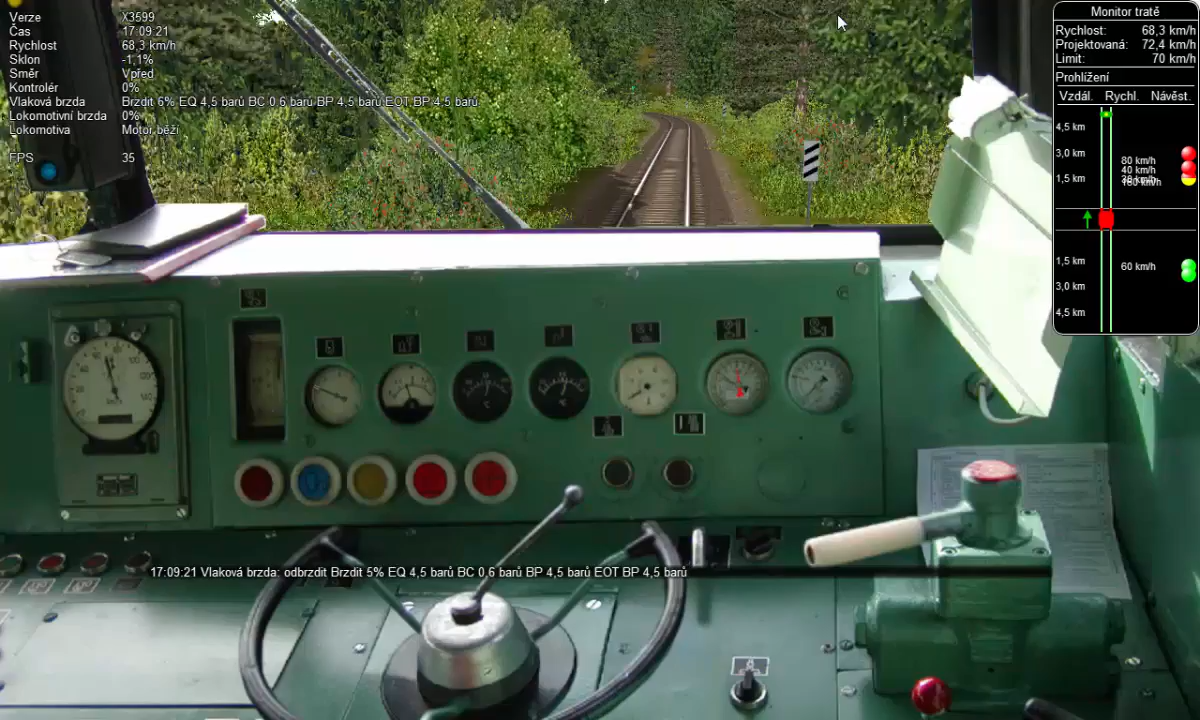 Verze X3599
Čas 17:09:21
Rychlost 68,3 km/h
Sklon -1,1%
Směr Vpřed
Kontrolér 0%
Vlaková brzda Brzdit 6% EQ 4,5 barů BC 0,6 barů BP 4,5 barů EOT BP 4,5 barů
Lokomotivní brzda 0%
Lokomotiva Motor běží
FPS 35
Monitor tratě
Rychlost: 68,3 km/h
Projektovaná: 72,4 km/h
Limit: 70 km/h
Prohlížení
Vzdál. Rychl. Návěst.
4,5 km
3,0 km
80 km/h
40 km/h
1,5 km
1,5 km
60 km/h
3,0 km
4,5 km
17:09:21 Vlaková brzda: odbrzdit Brzdit 5% EQ 4,5 barů BC 0,6 barů BP 4,5 barů EOT BP 4,5 barů